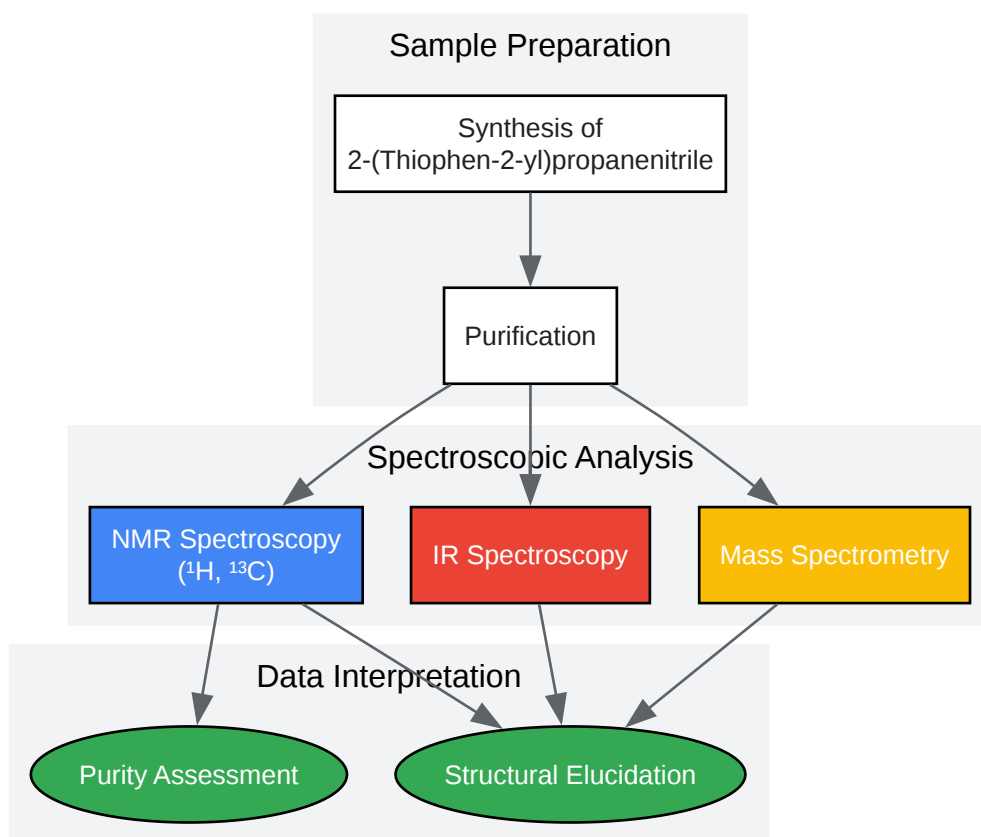 Sample Preparation
Synthesis of
2-(Thiophen-2-yl)propanenitrile
Purification
Spectroscopic Analysis
NMR Spectroscopy
(¹H, ¹³C)
IR Spectroscopy
Mass Spectrometry
Data Interpretation
Purity Assessment
Structural Elucidation